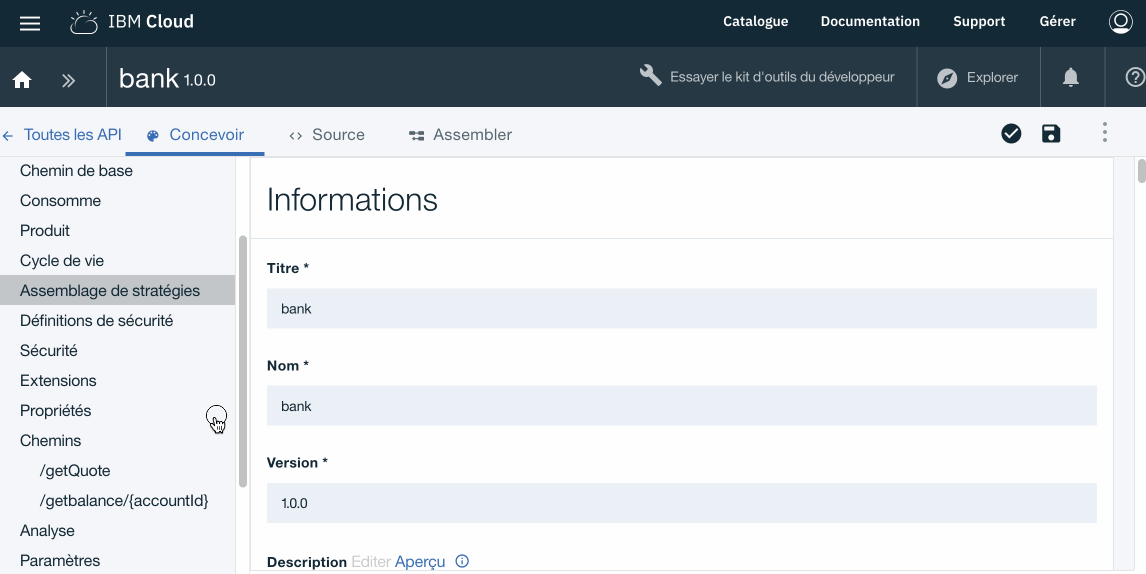 IBM Cloud
Catalogue Documentation Support Gérer
bank 1.0.0
Essayer le kit d'outils du développeur
Explorer
Toutes les API Concevoir Source Assembler
Chemin de base
Consomme
Produit
Cycle de vie
Assemblage de stratégies
Définitions de sécurité
Sécurité
Extensions
Propriétés
Chemins
/getQuote
/getbalance/{accountId}
Analyse
Paramètres
Informations
Titre *
bank
Nom *
bank
Version *
1.0.0
Description Editer Aperçu